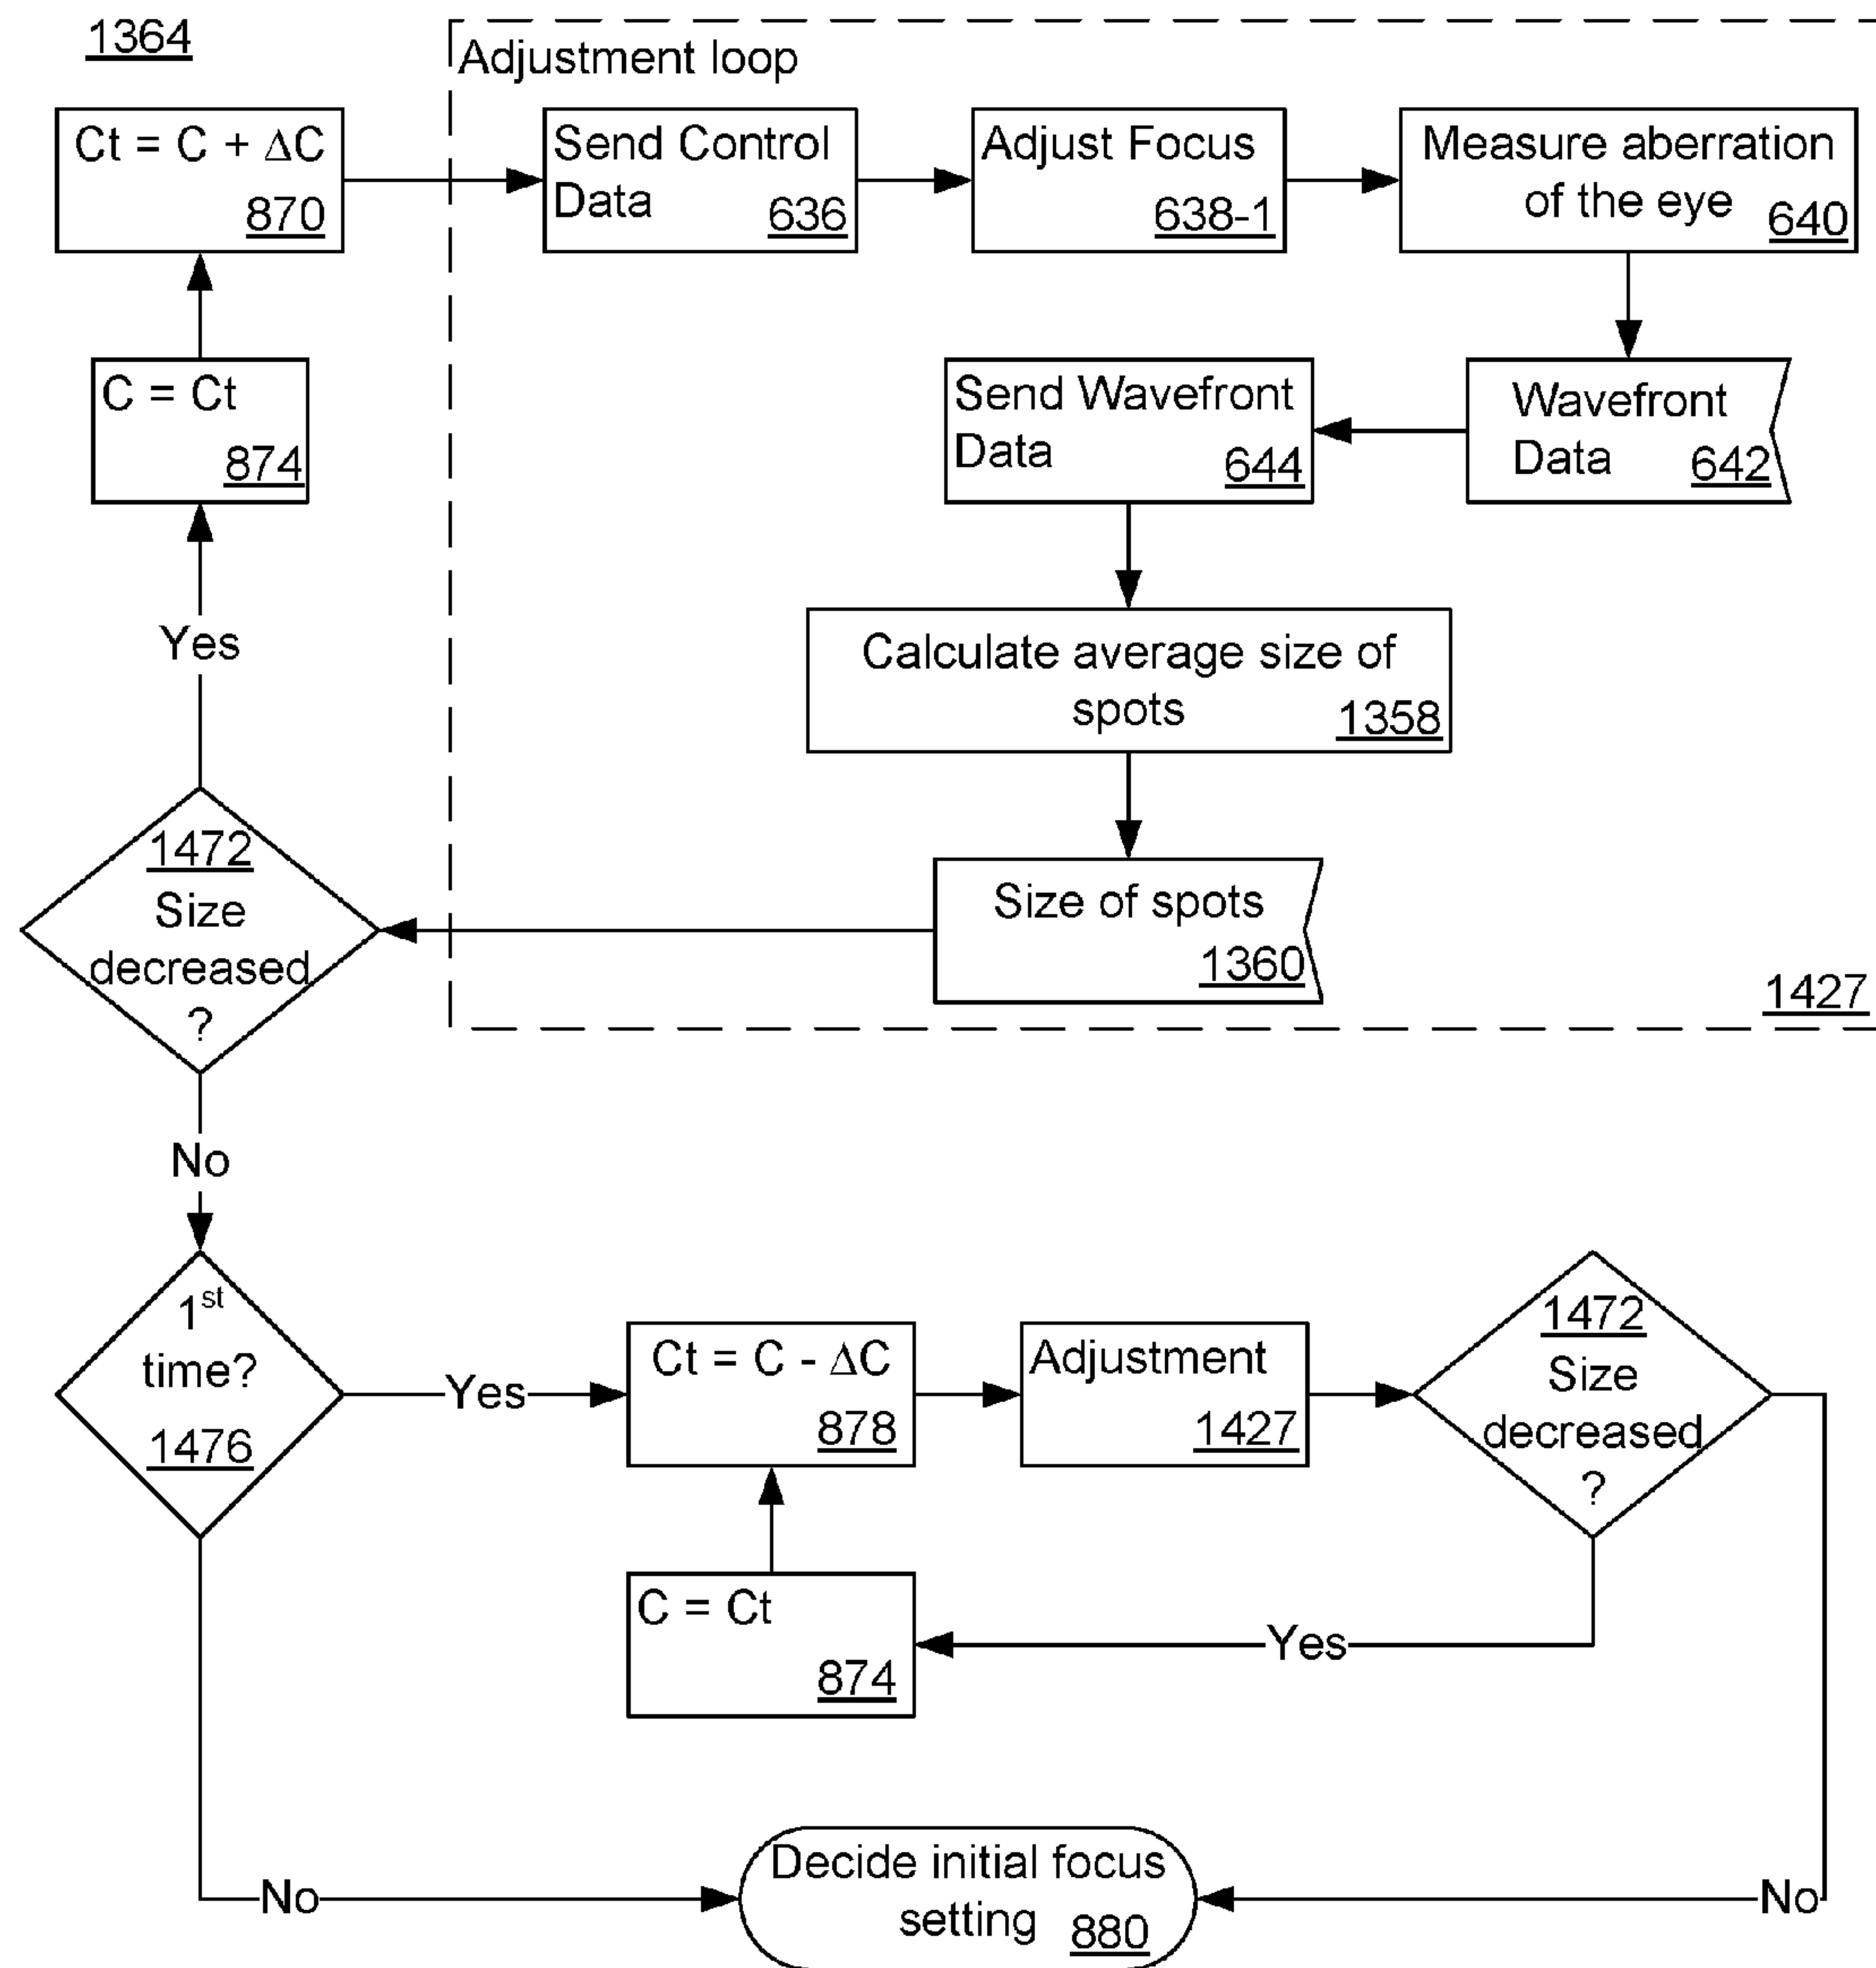 1364
Adjustment loop
Ct = C + ΔC
870
Send Control
Data
636
Adjust Focus
638-1
Measure aberration
of the eye
640
C = Ct
874
Send Wavefront
Data
644
Wavefront
Data
642
Yes
Calculate average size of
spots
1358
1472
Size
decreased
?
Size of spots
1360
1427
No
1st
time?
1476
Yes
Ct = C - ΔC
878
Adjustment
1427
1472
Size
decreased
?
C = Ct
874
Yes
No
Decide initial focus
setting
880
No